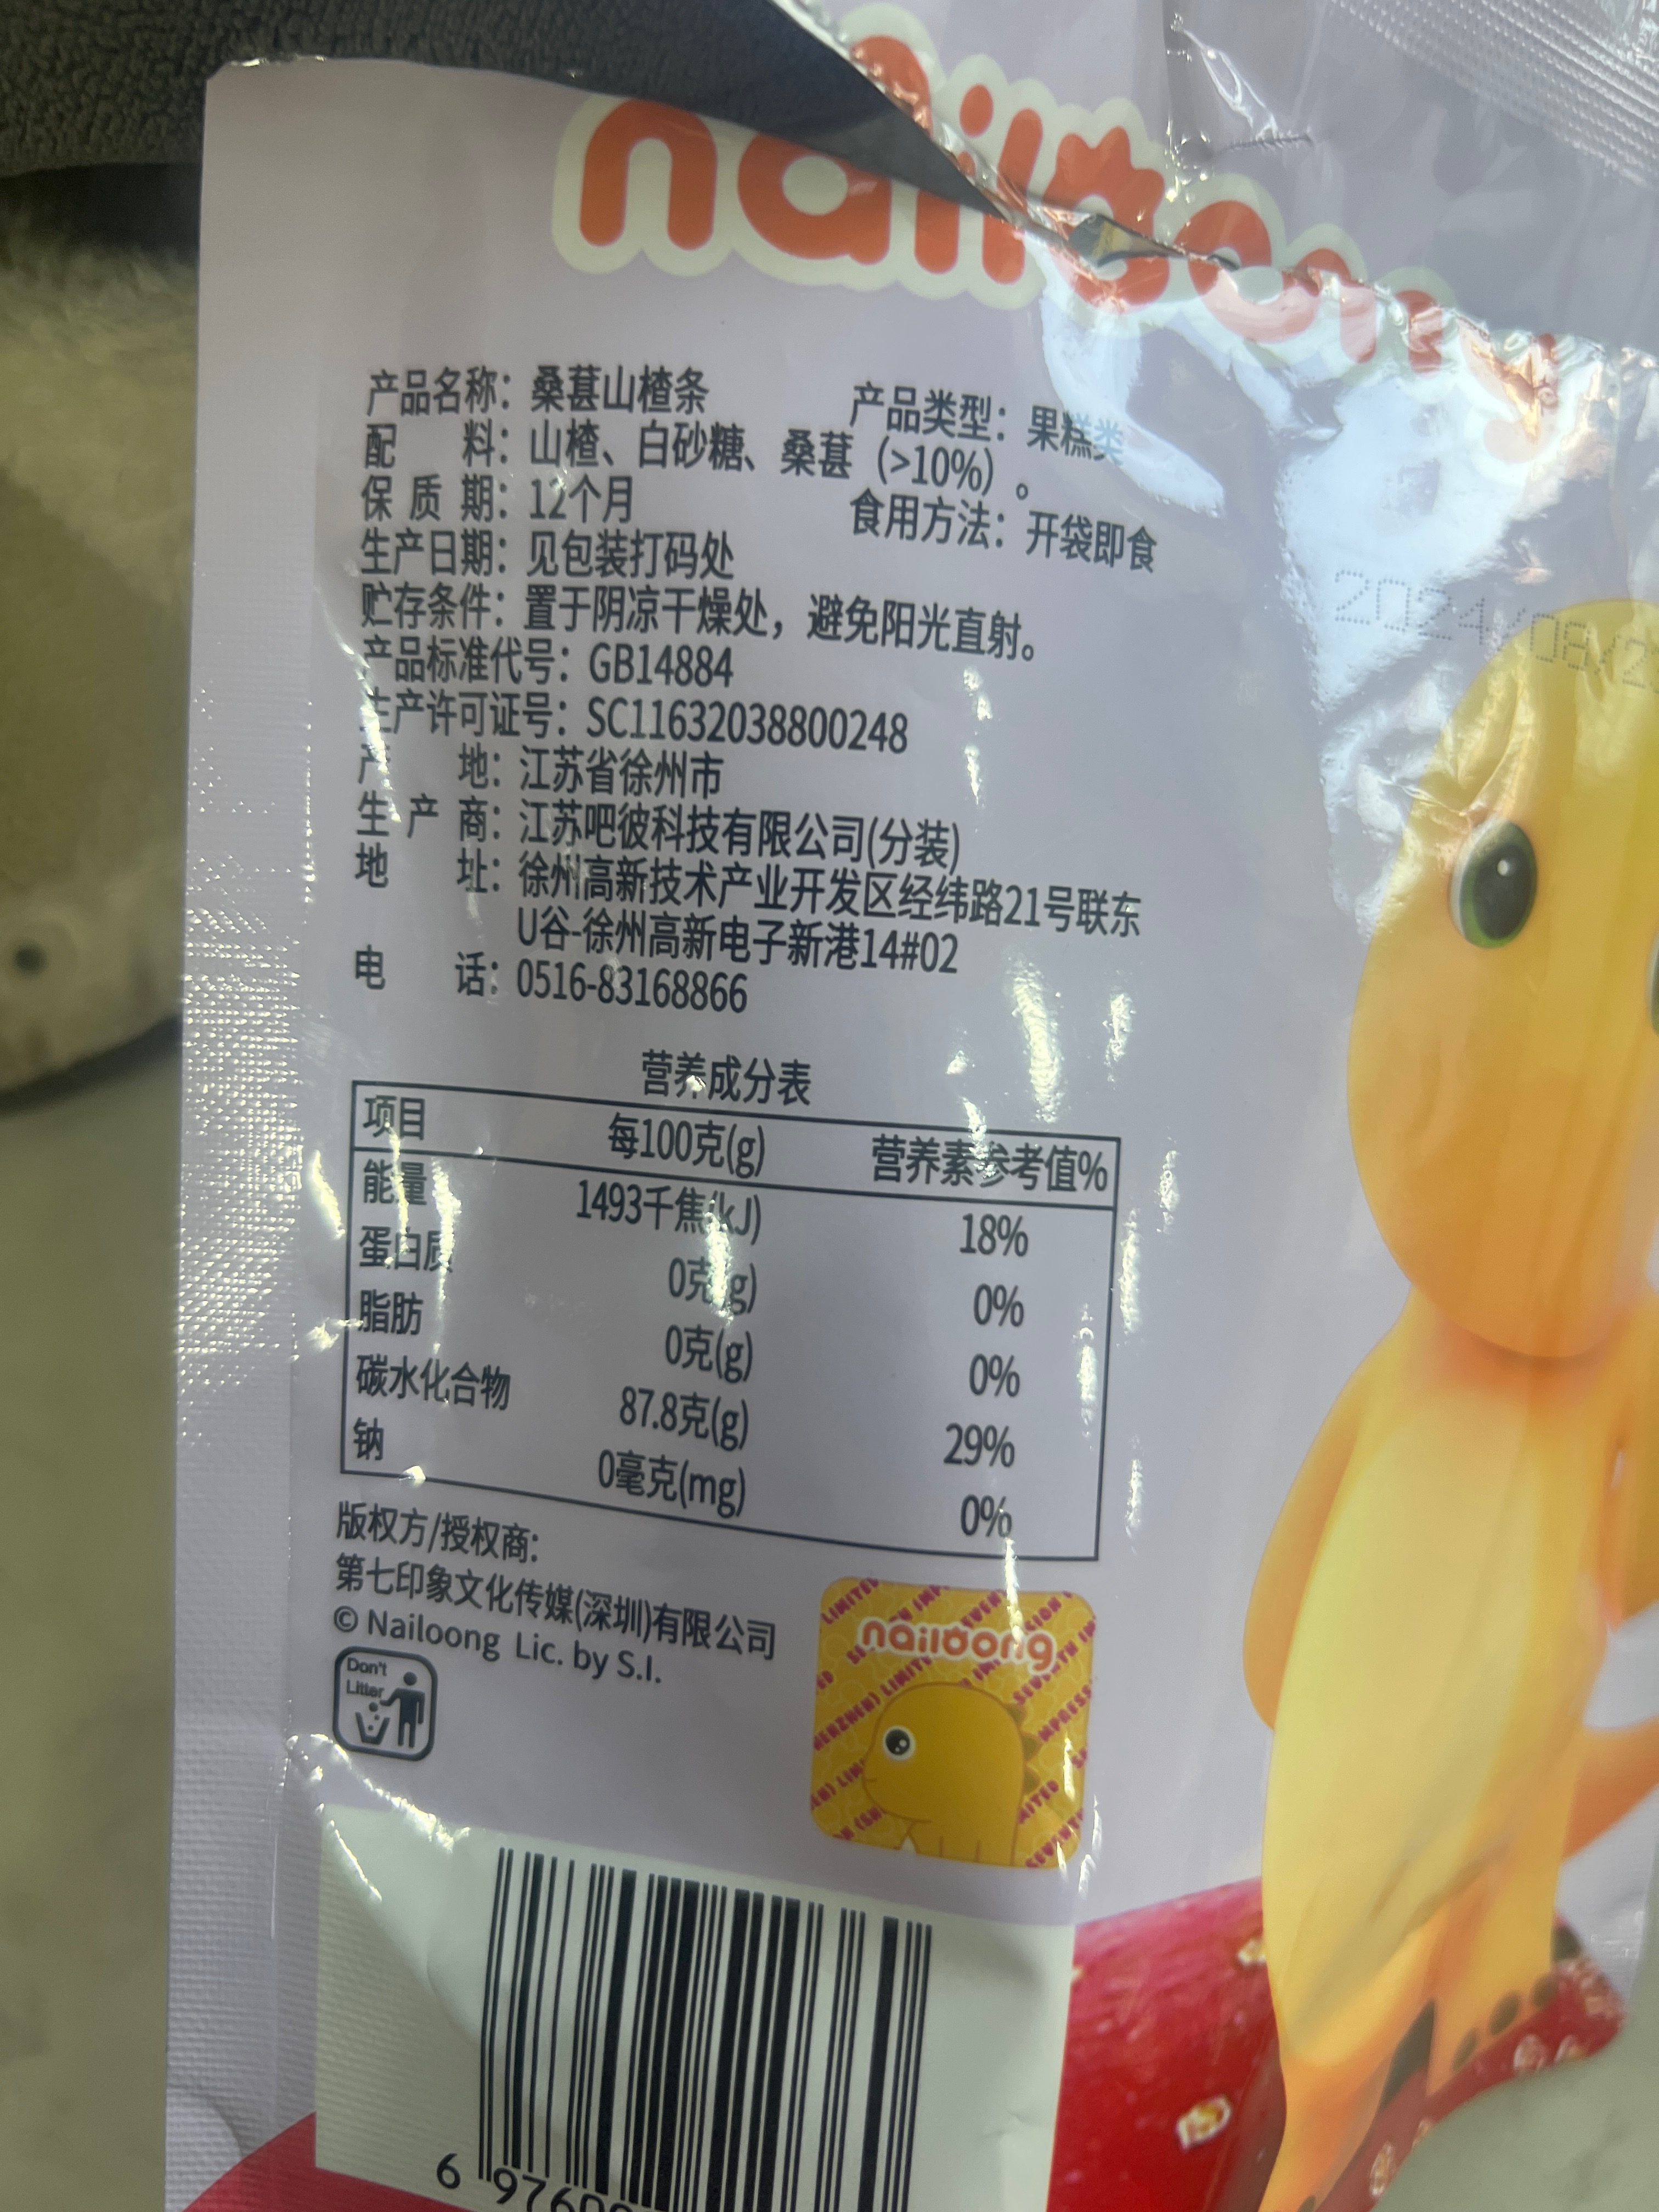 nailoong
产品名称：桑葚山楂条 产品类型：果糕类
配 料：山楂、白砂糖、桑葚（>10%）。
保 质 期：12个月 食用方法：开袋即食
生产日期：见包装打码处
贮存条件：置于阴凉干燥处，避免阳光直射。
产品标准代号：GB14884
生产许可证号：SC11632038800248
产 地：江苏省徐州市
生 产 商：江苏吧彼科技有限公司(分装)
地 址：徐州高新技术产业开发区经纬路21号联东
U谷-徐州高新电子新港14#02
电 话：0516-83168866
2024/08/2
营养成分表
项目 每100克(g) 营养素参考值%
能量 1493千焦(kJ) 18%
蛋白质 0克(g) 0%
脂肪 0克(g) 0%
碳水化合物 87.8克(g) 29%
钠 0毫克(mg) 0%
版权方/授权商:
第七印象文化传媒(深圳)有限公司
© Nailoong Lic. by S.I.
Don't
Litter
nailoong
6 976